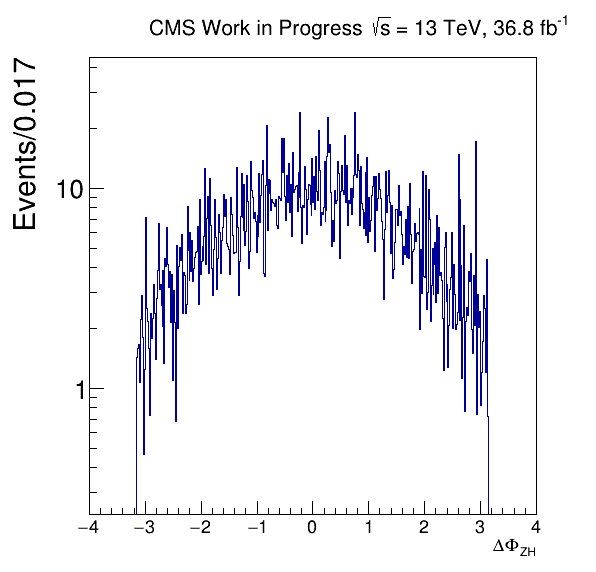 CMS Work in Progress √s = 13 TeV, 36.8 fb⁻¹
Events/0.017
10
1
−4 −3 −2 −1 0 1 2 3 4
ΔΦ_ZH